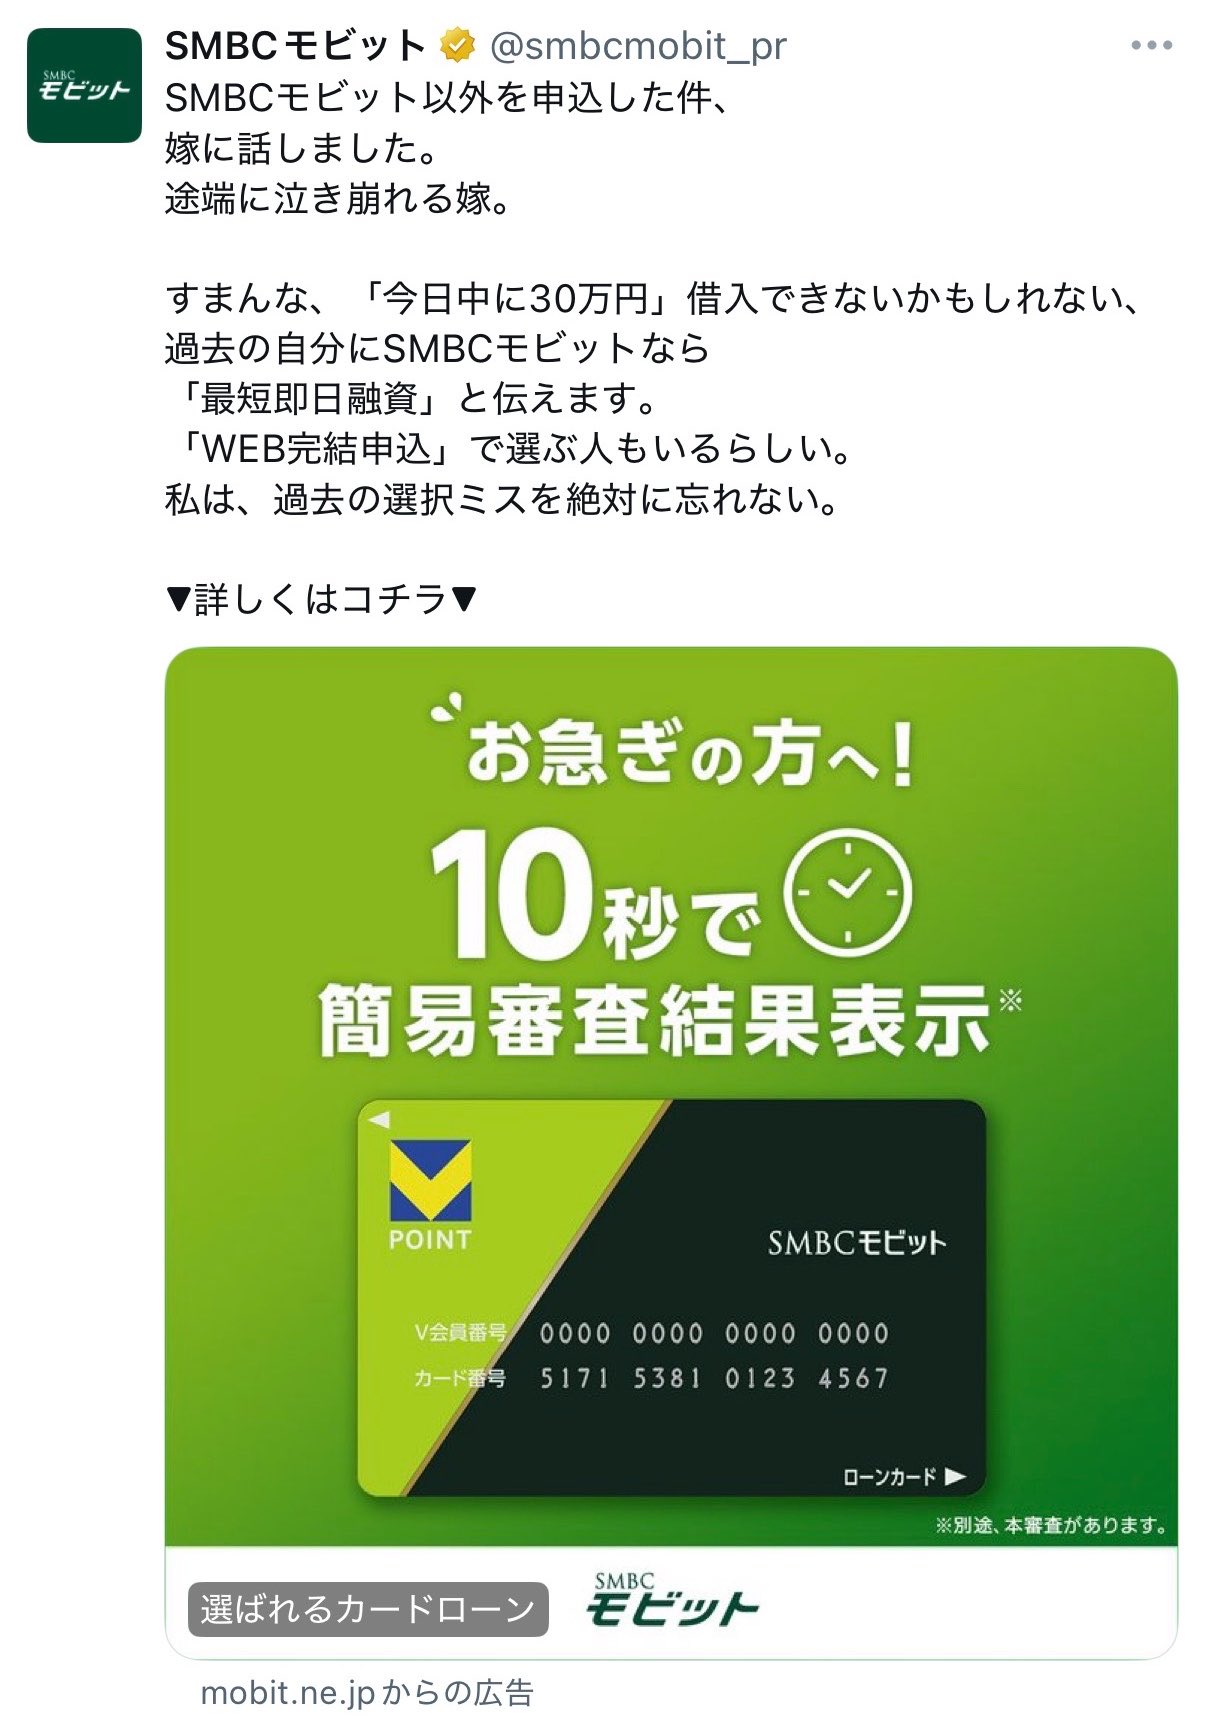 SMBC モビット
SMBCモビット @smbcmobit_pr
SMBCモビット以外を申込した件、
嫁に話しました。
途端に泣き崩れる嫁。
すまんな、「今日中に30万円」借入できないかもしれない、
過去の自分にSMBCモビットなら
「最短即日融資」と伝えます。
「WEB完結申込」で選ぶ人もいるらしい。
私は、過去の選択ミスを絶対に忘れない。
▼詳しくはコチラ▼
お急ぎの方へ!
10秒で
簡易審査結果表示※
POINT
SMBCモビット
V会員番号 0000 0000 0000 0000
カード番号 5171 5381 0123 4567
ローンカード ▶
※別途、本審査があります。
選ばれるカードローン SMBC モビット
mobit.ne.jpからの広告